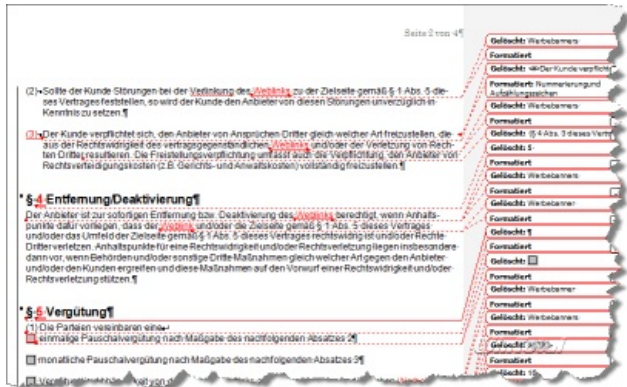 Seite 2 von 4¶
(2) Sollte der Kunde Störungen bei der Verlinkung des Weblinks zu der Zielseite gemäß § 1 Abs. 5 die-
ses Vertrages feststellen, so wird der Kunde den Anbieter von diesen Störungen unverzüglich in
Kenntnis zu setzen.¶
(3) Der Kunde verpflichtet sich, den Anbieter von Ansprüchen Dritter gleich welcher Art freizustellen, die
aus der Rechtswidrigkeit des vertragsgegenständlichen Weblinks und/oder der Verletzung von Rech-
ten Dritter resultieren. Die Freistellungsverpflichtung umfasst auch die Verpflichtung, den Anbieter von
Rechtsverteidigungskosten (z.B. Gerichts- und Anwaltskosten) vollständig freizustellen.¶
§ 4 Entfernung/Deaktivierung¶
Der Anbieter ist zur sofortigen Entfernung bzw. Deaktivierung des Weblinks berechtigt, wenn Anhalts-
punkte dafür vorliegen, dass der Weblink und/oder die Zielseite gemäß § 1 Abs. 5 dieses Vertrages
und/oder das Umfeld der Zielseite gemäß § 1 Abs. 5 dieses Vertrages rechtswidrig ist und/oder Rechte
Dritter verletzen. Anhaltspunkte für eine Rechtswidrigkeit und/oder Rechtsverletzung liegen insbesondere
dann vor, wenn Behörden und/oder sonstige Dritte Maßnahmen gleich welcher Art gegen den Anbieter
und/oder den Kunden ergreifen und diese Maßnahmen auf den Vorwurf einer Rechtswidrigkeit und/oder
Rechtsverletzung stützen.¶
§ 5 Vergütung¶
(1) Die Parteien vereinbaren eine
einmalige Pauschalvergütung nach Maßgabe des nachfolgenden Absatzes 2¶
monatliche Pauschalvergütung nach Maßgabe des nachfolgenden Absatzes 3¶
Gelöscht: Werbebanners
Formatiert
Gelöscht: Der Kunde verpflicht
Formatiert: Nummerierung und
Aufzählungszeichen
Gelöscht: Werbebanners
Formatiert
Gelöscht: (§ 4 Abs. 3 dieses Vertr
Gelöscht: 5
Formatiert
Gelöscht: Werbebanners
Formatiert
Gelöscht: Werbebanner
Formatiert
Gelöscht: ¶
Formatiert
Gelöscht:
Formatiert
Gelöscht: Werbebanner
Formatiert
Gelöscht: Werbebanners
Formatiert
Gelöscht:
Formatiert
Gelöscht: